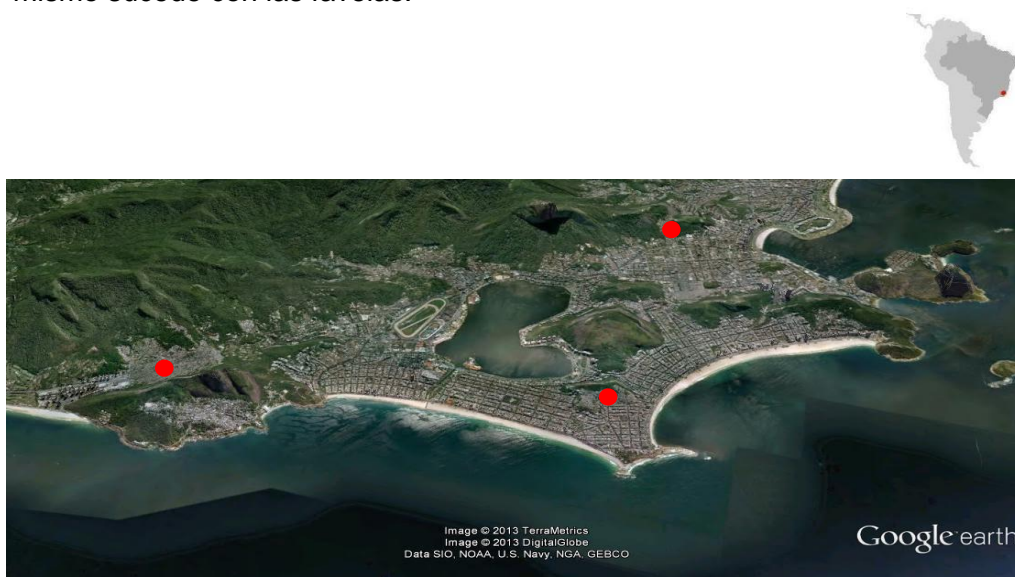 mismo sucede con las favelas.
Image © 2013 TerraMetrics
Image © 2013 DigitalGlobe
Data SIO, NOAA, U.S. Navy, NGA, GEBCO
Google earth